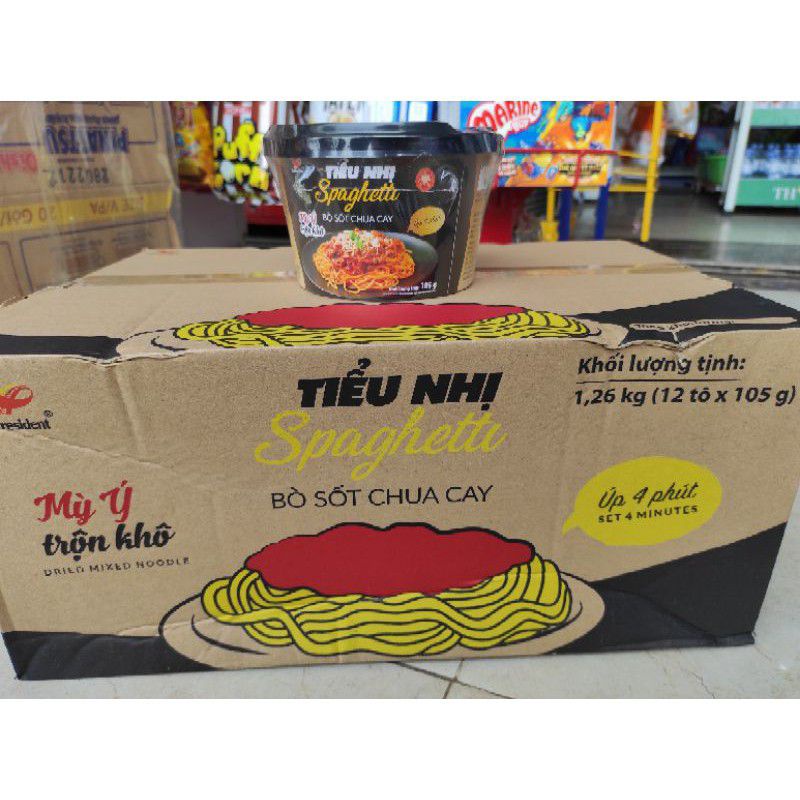 MARINE
TIỂU NHỊ
Spaghetti
BÒ SỐT CHUA CAY
Mỳ Ý
trộn khô
105 g
TIỂU NHỊ
Spaghetti
BÒ SỐT CHUA CAY
Khối lượng tịnh:
1,26 kg (12 tô x 105 g)
resident®
Mỳ Ý
trộn khô
DRIED MIXED NOODLE
Úp 4 phút
SET 4 MINUTES